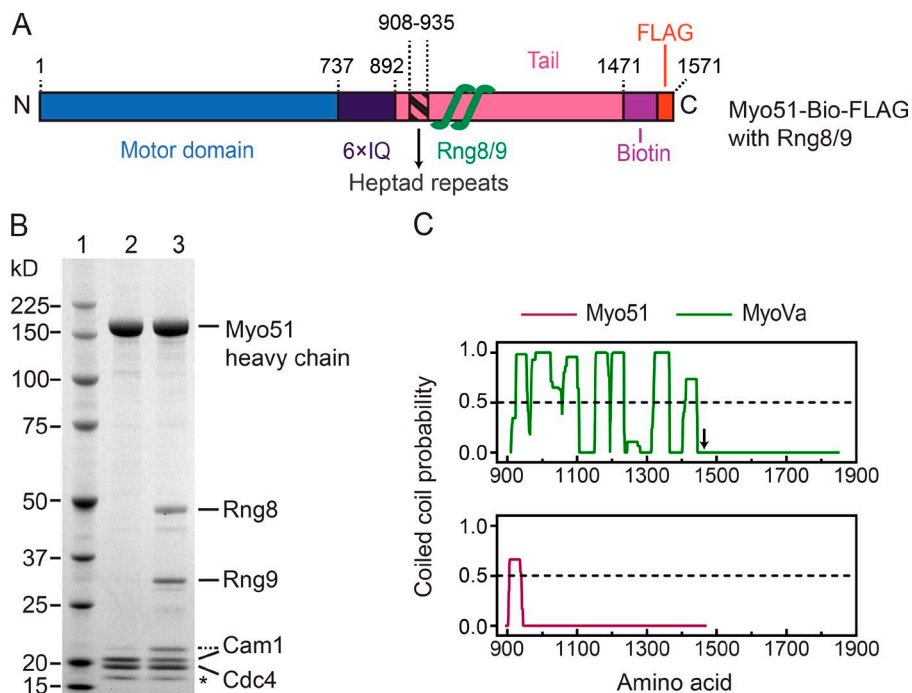 A
908-935
FLAG
1
737
892
Tail
1471
1571
N
C
Myo51-Bio-FLAG
with Rng8/9
Motor domain
6×IQ
Rng8/9
Biotin
Heptad repeats
B
1
2
3
kD
225
150
100
75
50
37
25
20
15
Myo51
heavy chain
Rng8
Rng9
Cam1
* Cdc4
C
Myo51
MyoVa
Coiled coil probability
1.0
0.5
0.0
900 1100 1300 1500 1700 1900
1.0
0.5
0.0
900 1100 1300 1500 1700 1900
Amino acid